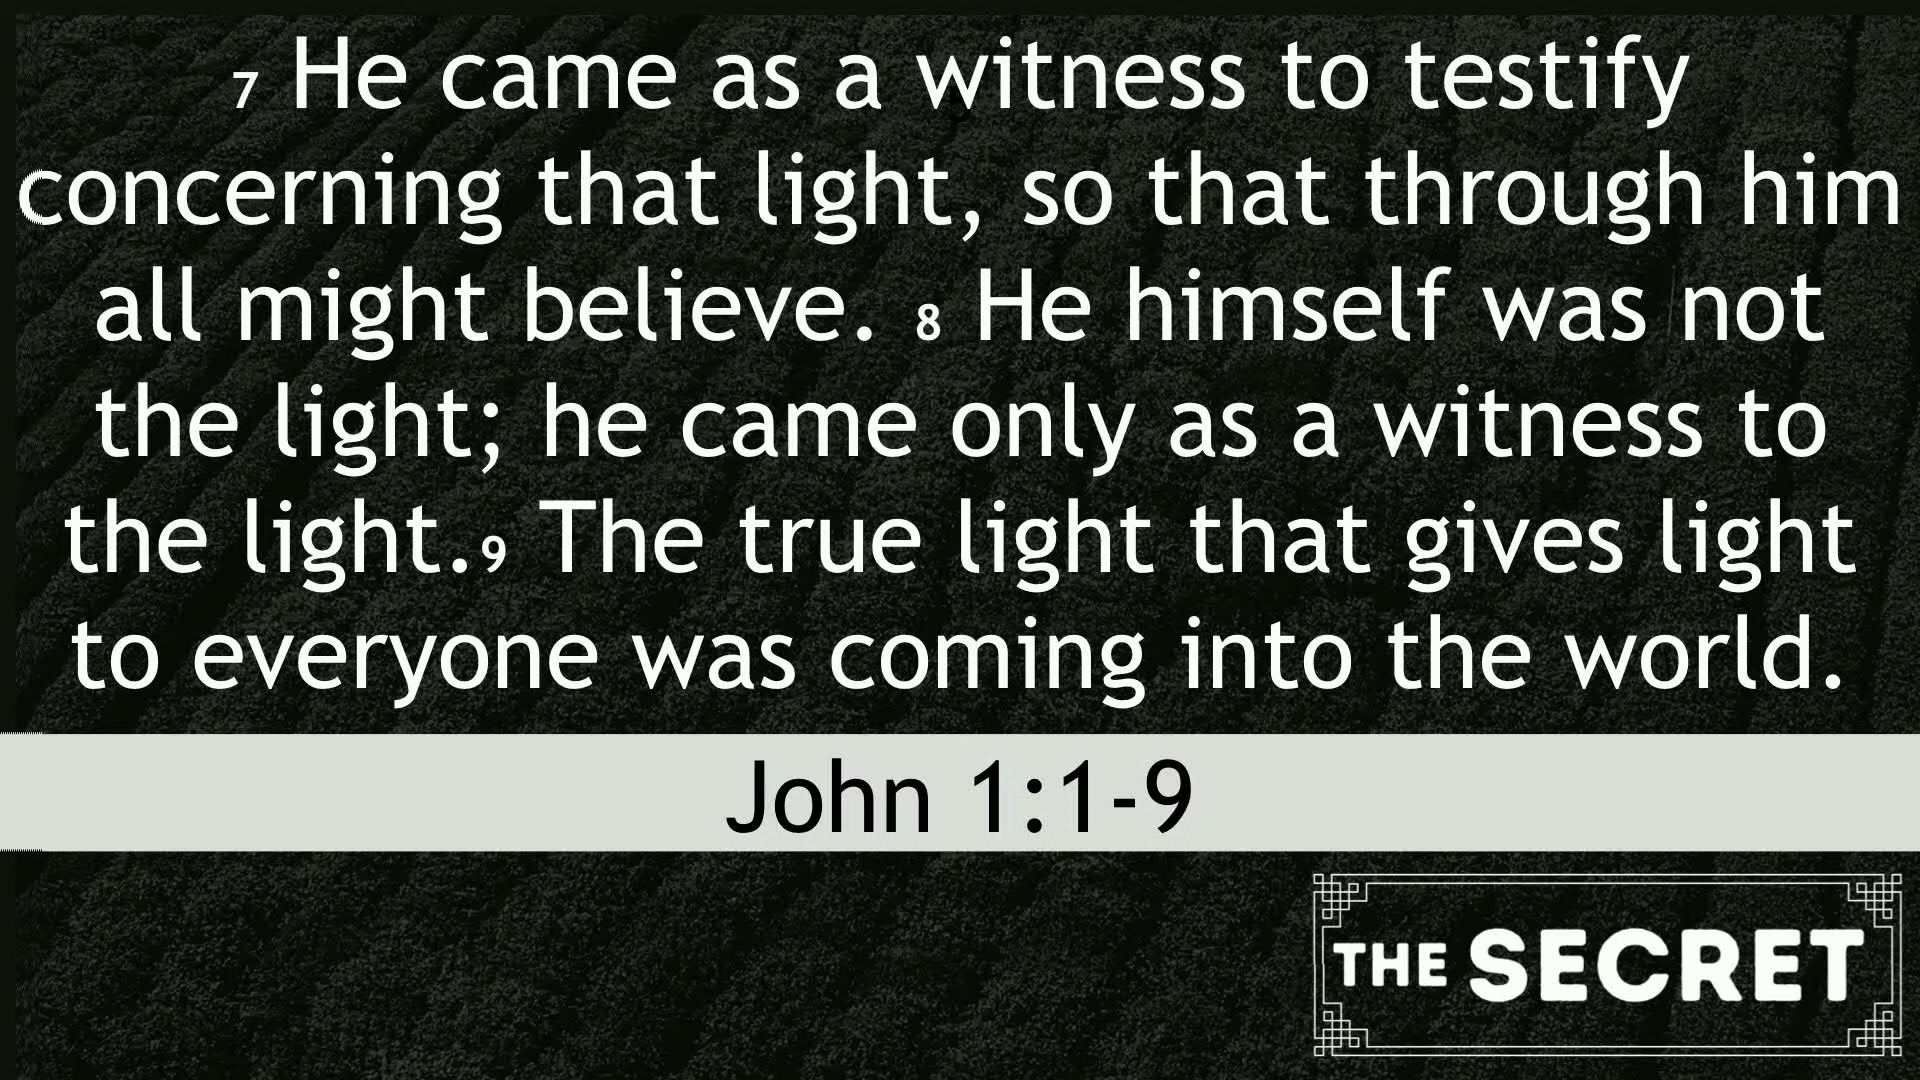 7 He came as a witness to testify
concerning that light, so that through him
all might believe. 8 He himself was not
the light; he came only as a witness to
the light.9 The true light that gives light
to everyone was coming into the world.
John 1:1-9
THE SECRET